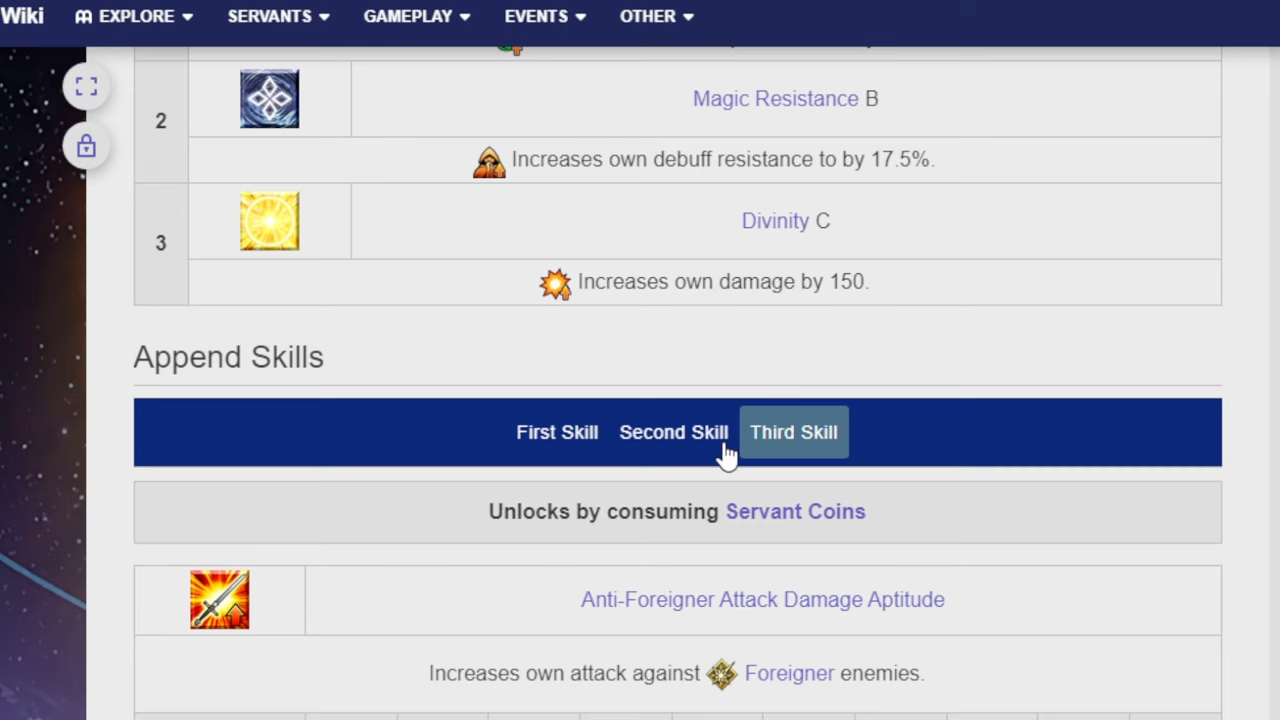 Wiki EXPLORE SERVANTS GAMEPLAY EVENTS OTHER
2
Magic Resistance B
Increases own debuff resistance to by 17.5%.
3
Divinity C
Increases own damage by 150.
Append Skills
First Skill Second Skill Third Skill
Unlocks by consuming Servant Coins
Anti-Foreigner Attack Damage Aptitude
Increases own attack against Foreigner enemies.